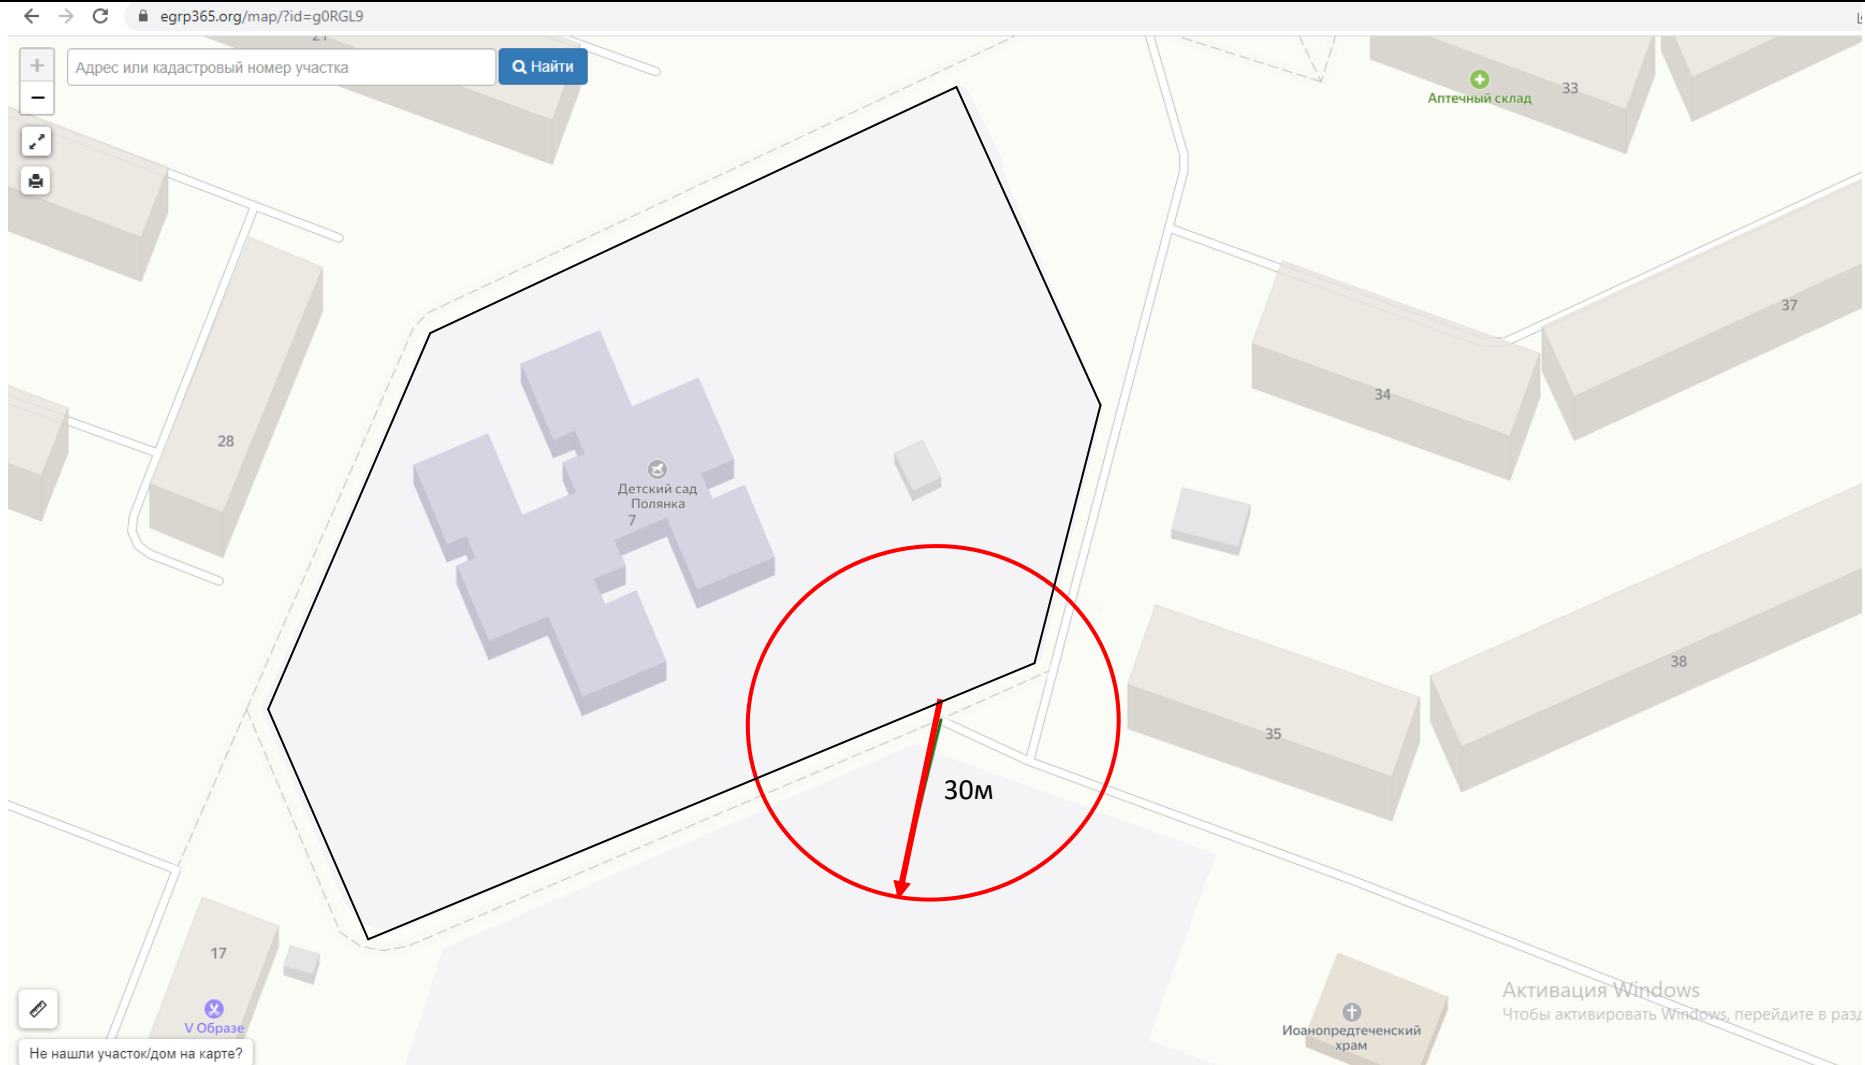 egrp365.org/map/?id=g0RGL9
21
Адрес или кадастровый номер участка
Найти
Аптечный склад
33
37
34
28
Детский сад
Полянка
7
38
35
30м
17
V Образе
Иоанопредтеченский
храм
Активация Windows
Чтобы активировать Windows, перейдите в разд
Не нашли участок/дом на карте?